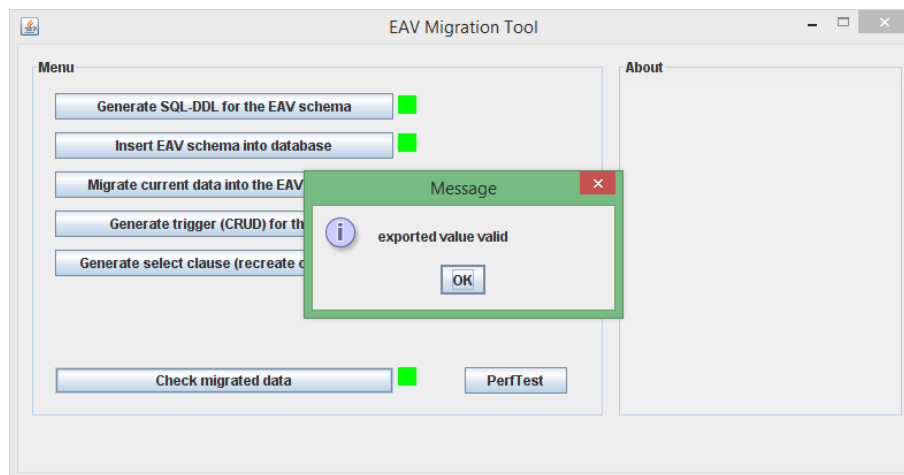 EAV Migration Tool
Menu
About
Generate SQL-DDL for the EAV schema
Insert EAV schema into database
Migrate current data into the EAV
Generate trigger (CRUD) for th
Generate select clause (recreate
Message
i
exported value valid
OK
Check migrated data
PerfTest